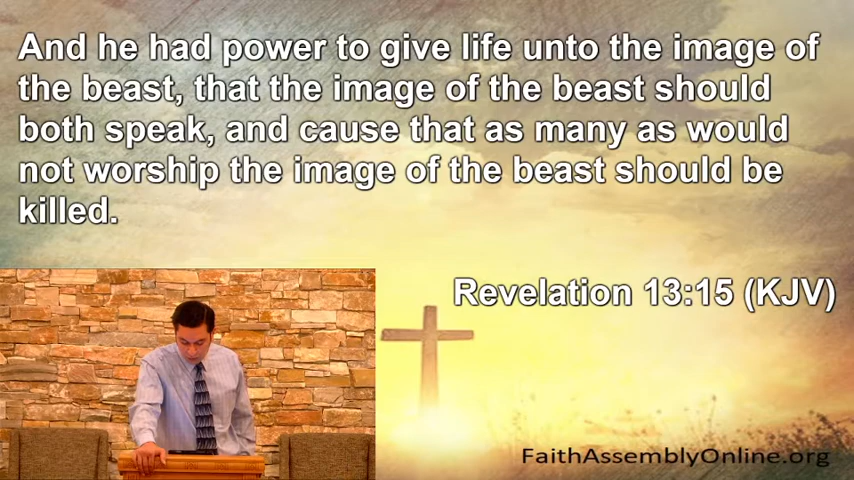 And he had power to give life unto the image of
the beast, that the image of the beast should
both speak, and cause that as many as would
not worship the image of the beast should be
killed.
Revelation 13:15 (KJV)
FaithAssemblyOnline.org